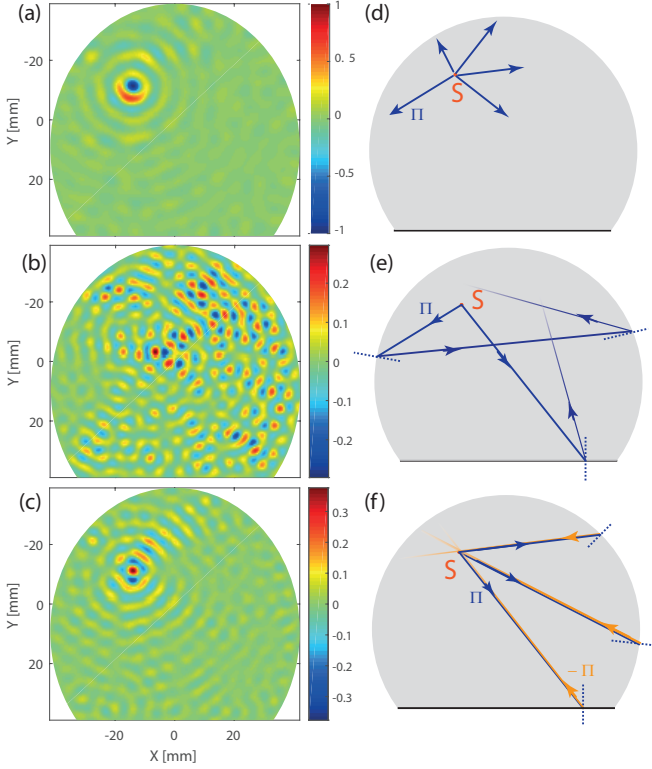 (a)
-20
0
20
Y [mm]
1
0.5
0
-0.5
-1
(d)
S
Π
(b)
-20
0
20
Y [mm]
0.2
0.1
0
-0.1
-0.2
(e)
Π
S
(c)
-20
0
20
Y [mm]
-20
0
20
X [mm]
0.3
0.2
0.1
0
-0.1
-0.2
-0.3
(f)
S
Π
– Π